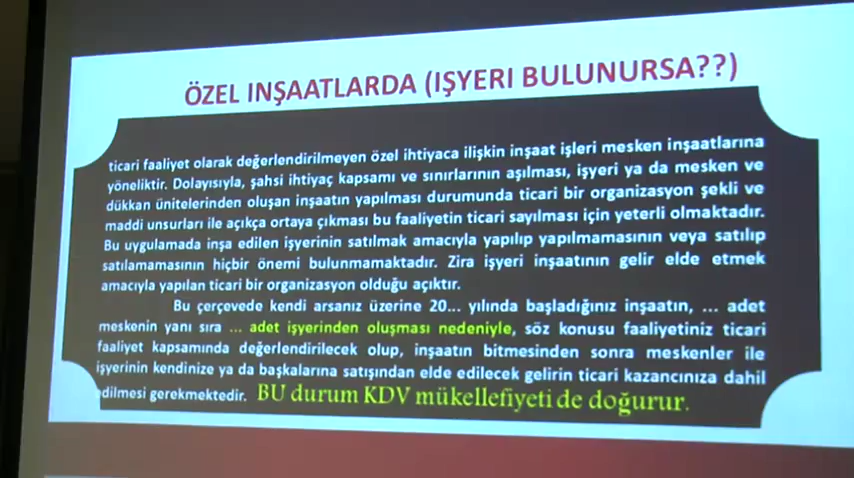 ÖZEL INŞAATLARDA (IŞYERI BULUNURSA??)
ticari faaliyet olarak değerlendirilmeyen özel ihtiyaca ilişkin inşaat işleri mesken inşaatlarına
yöneliktir. Dolayısıyla, şahsi ihtiyaç kapsamı ve sınırlarının aşılması, işyeri ya da mesken ve
dükkan ünitelerinden oluşan inşaatın yapılması durumunda ticari bir organizasyon şekli ve
maddi unsurları ile açıkça ortaya çıkması bu faaliyetin ticari sayılması için yeterli olmaktadır.
Bu uygulamada inşa edilen işyerinin satılmak amacıyla yapılıp yapılmamasının veya satılıp
satılamamasının hiçbir önemi bulunmamaktadır. Zira işyeri inşaatının gelir elde etmek
amacıyla yapılan ticari bir organizasyon olduğu açıktır.
Bu çerçevede kendi arsanız üzerine 20... yılında başladığınız inşaatın, ... adet
meskenin yanı sıra ... adet işyerinden oluşması nedeniyle, söz konusu faaliyetiniz ticari
faaliyet kapsamında değerlendirilecek olup, inşaatın bitmesinden sonra meskenler ile
işyerinin kendinize ya da başkalarına satışından elde edilecek gelirin ticari kazancınıza dahil
edilmesi gerekmektedir. BU durum KDV mükellefiyeti de doğurur.